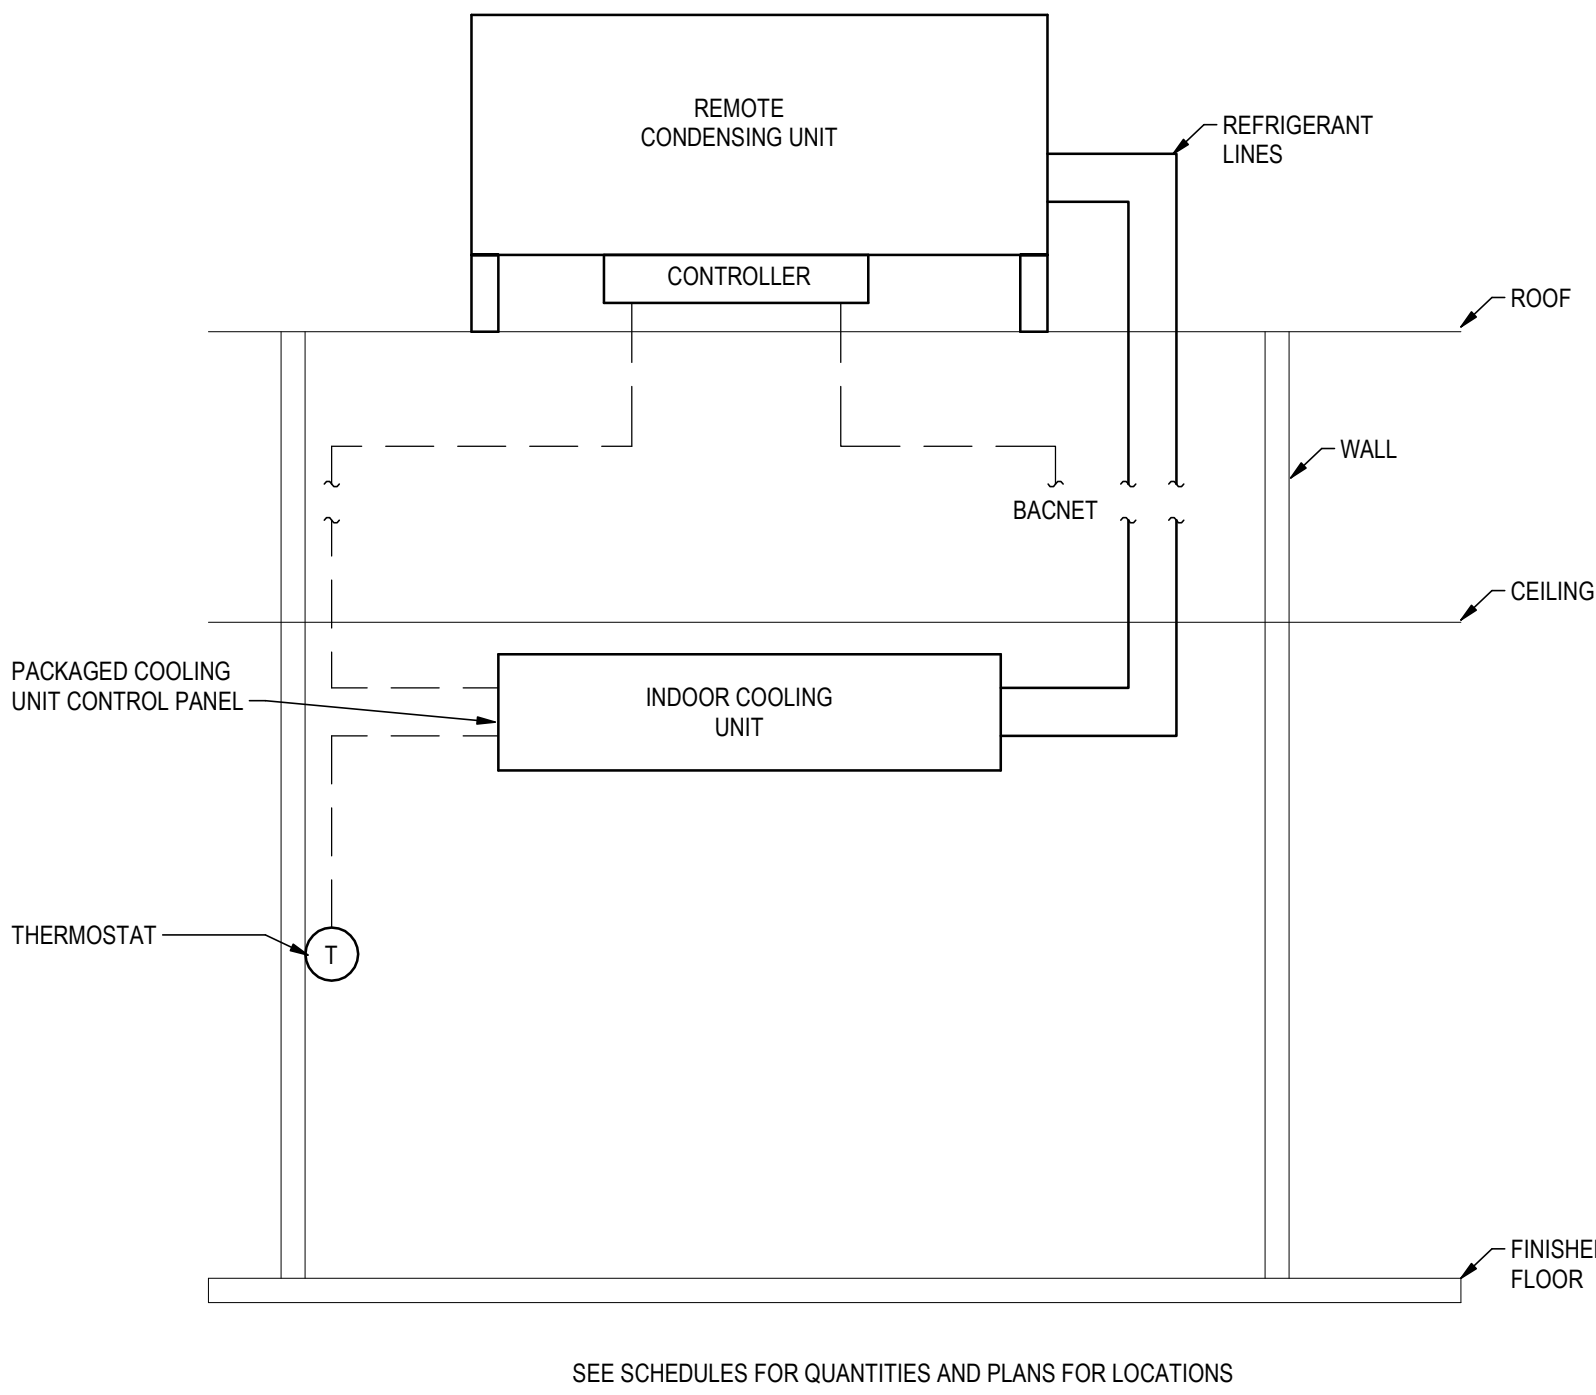 REMOTE
CONDENSING UNIT
REFRIGERANT
LINES
CONTROLLER
ROOF
WALL
BACNET
CEILING
PACKAGED COOLING
UNIT CONTROL PANEL
INDOOR COOLING
UNIT
THERMOSTAT
T
FINISHE
FLOOR
SEE SCHEDULES FOR QUANTITIES AND PLANS FOR LOCATIONS